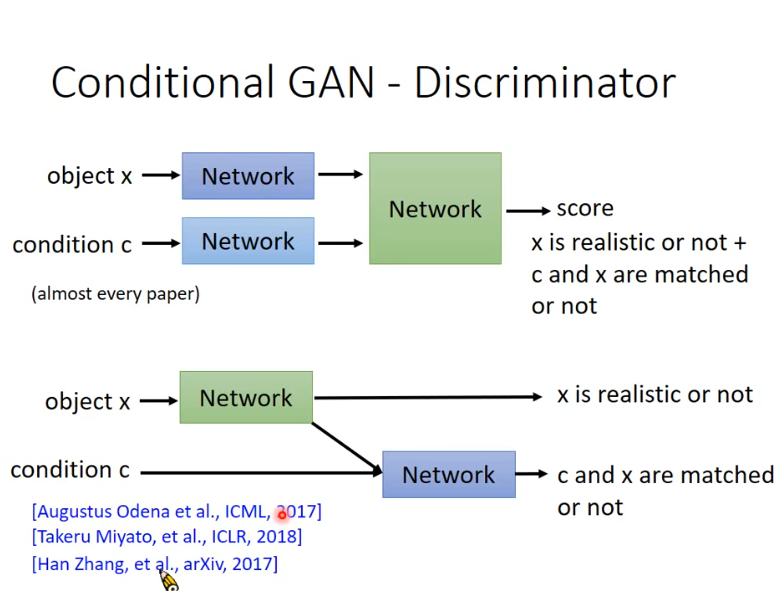 Conditional GAN - Discriminator
object x
Network
Network
score
condition c
Network
x is realistic or not +
c and x are matched
or not
(almost every paper)
object x
Network
x is realistic or not
condition c
Network
c and x are matched
or not
[Augustus Odena et al., ICML, 2017]
[Takeru Miyato, et al., ICLR, 2018]
[Han Zhang, et al., arXiv, 2017]